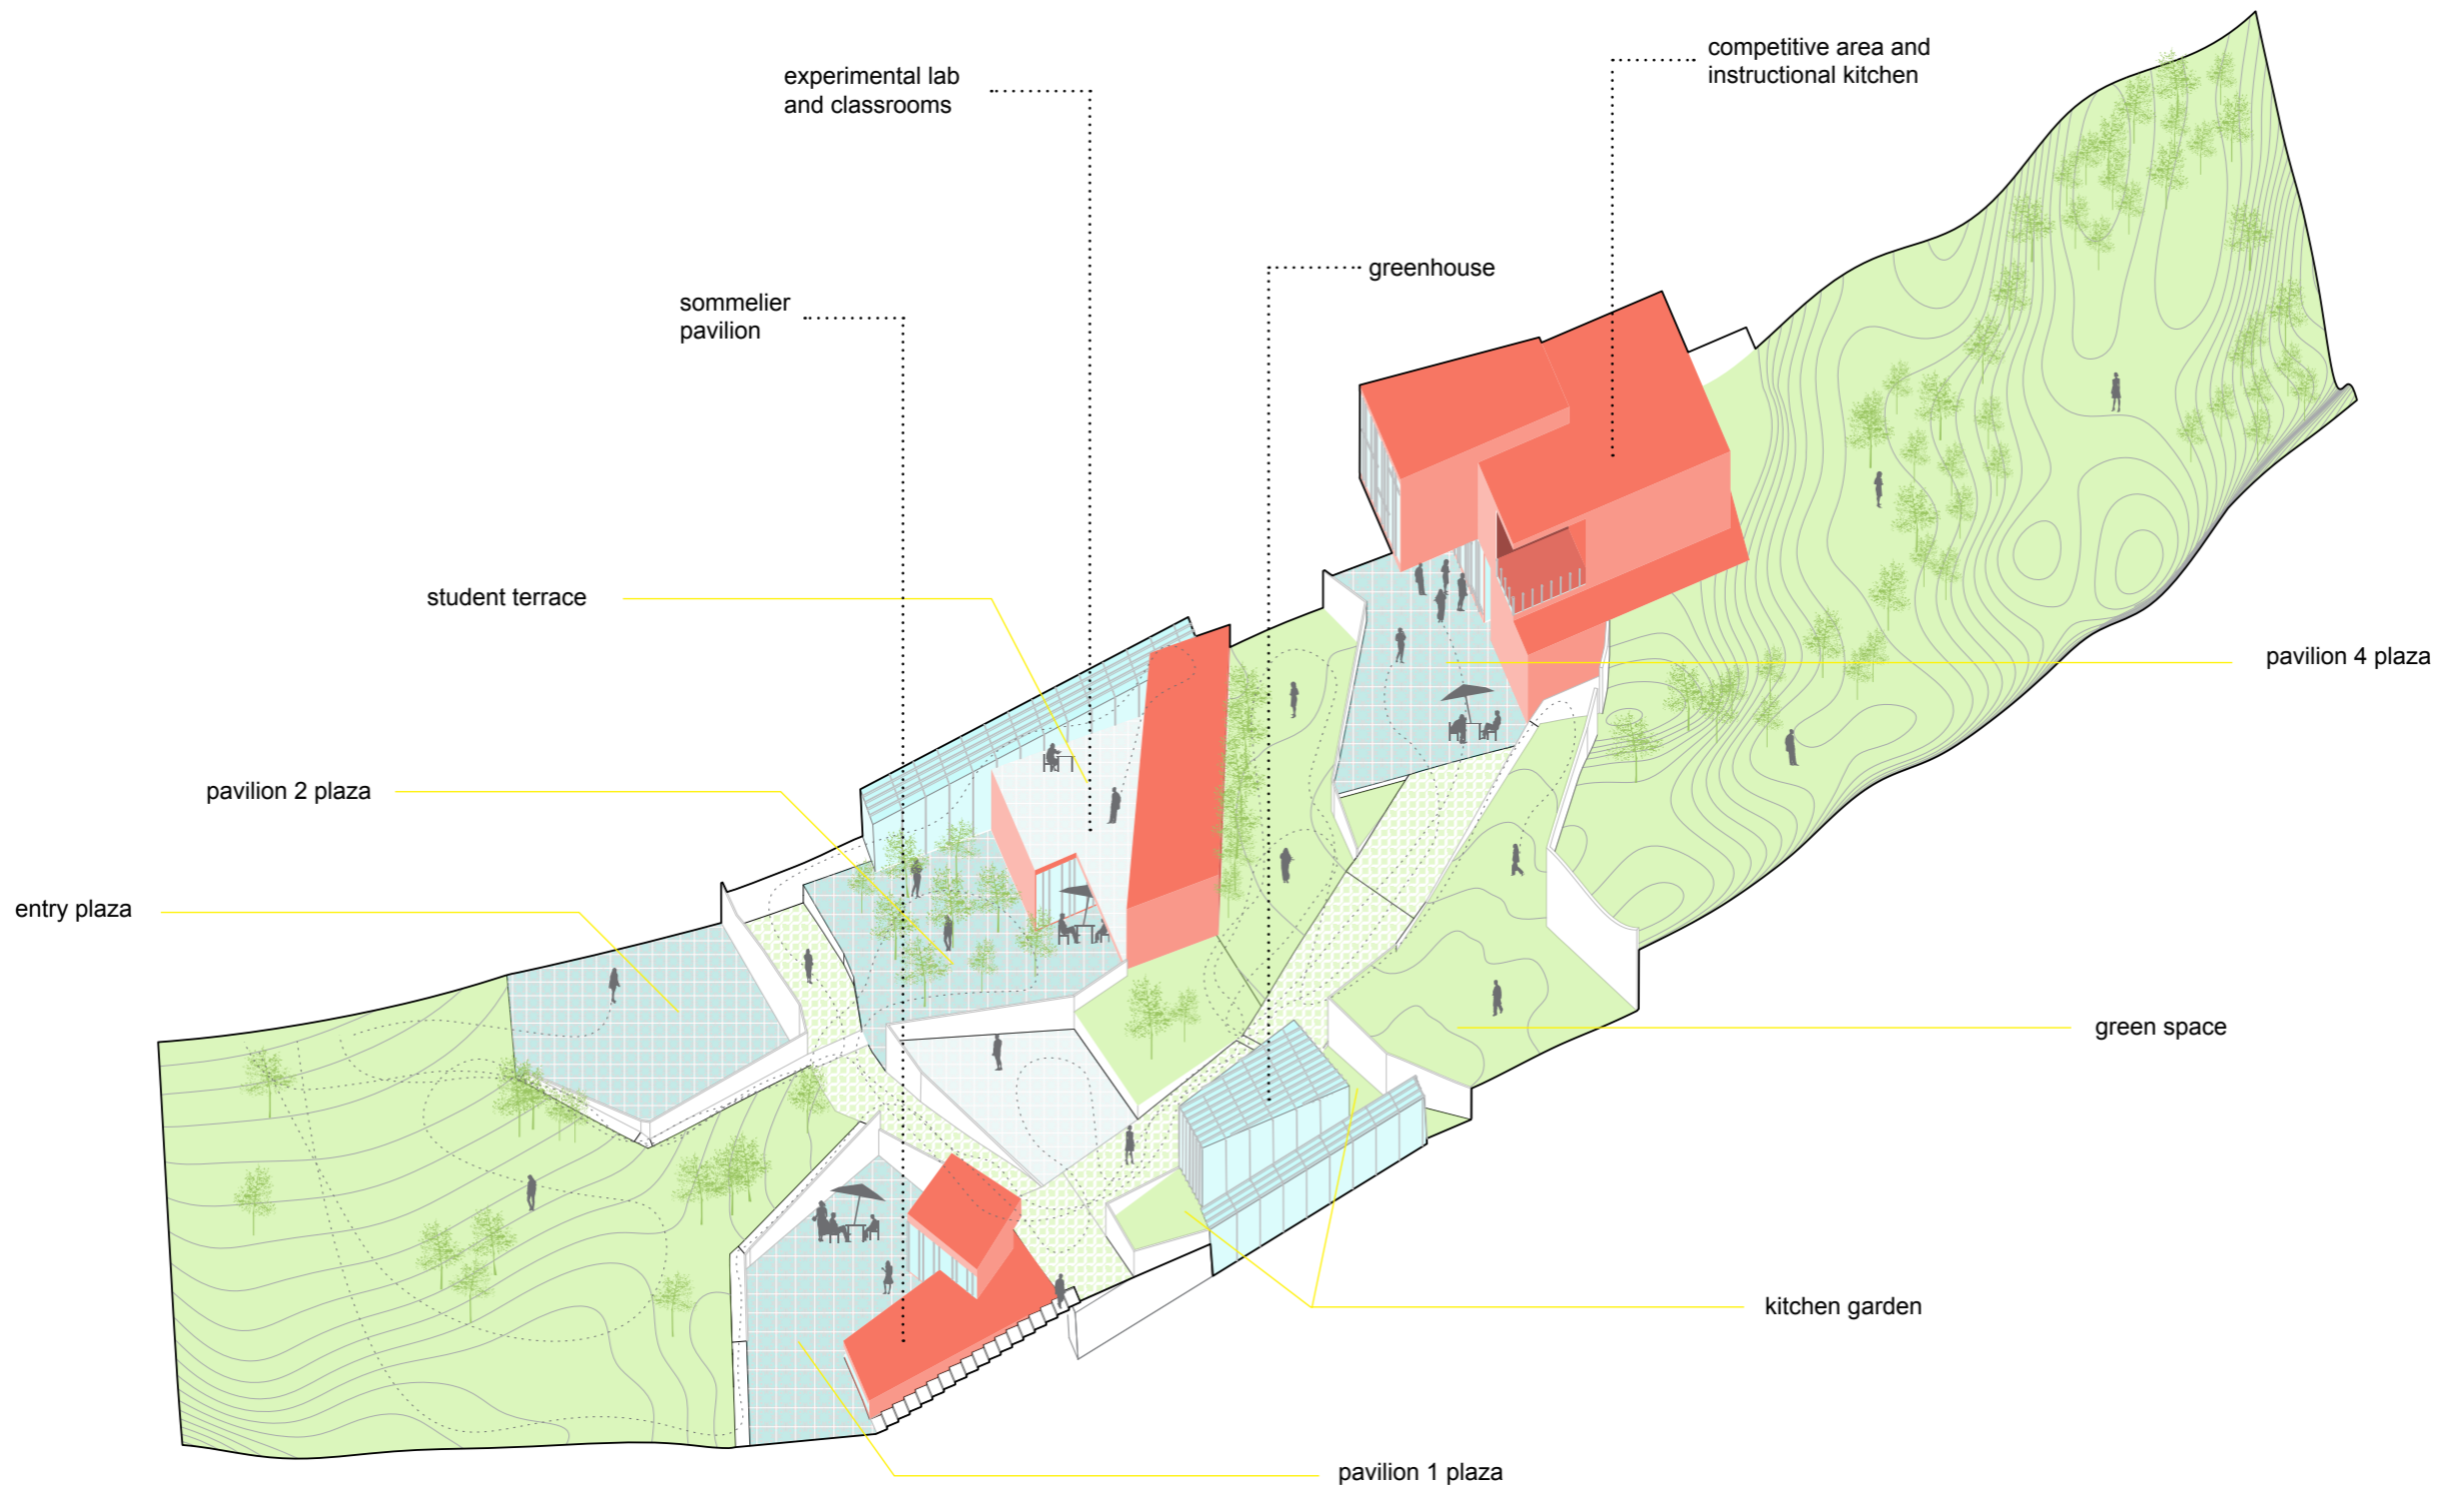 competitive area and
instructional kitchen
experimental lab
and classrooms
greenhouse
sommelier
pavilion
student terrace
pavilion 4 plaza
pavilion 2 plaza
entry plaza
green space
kitchen garden
pavilion 1 plaza